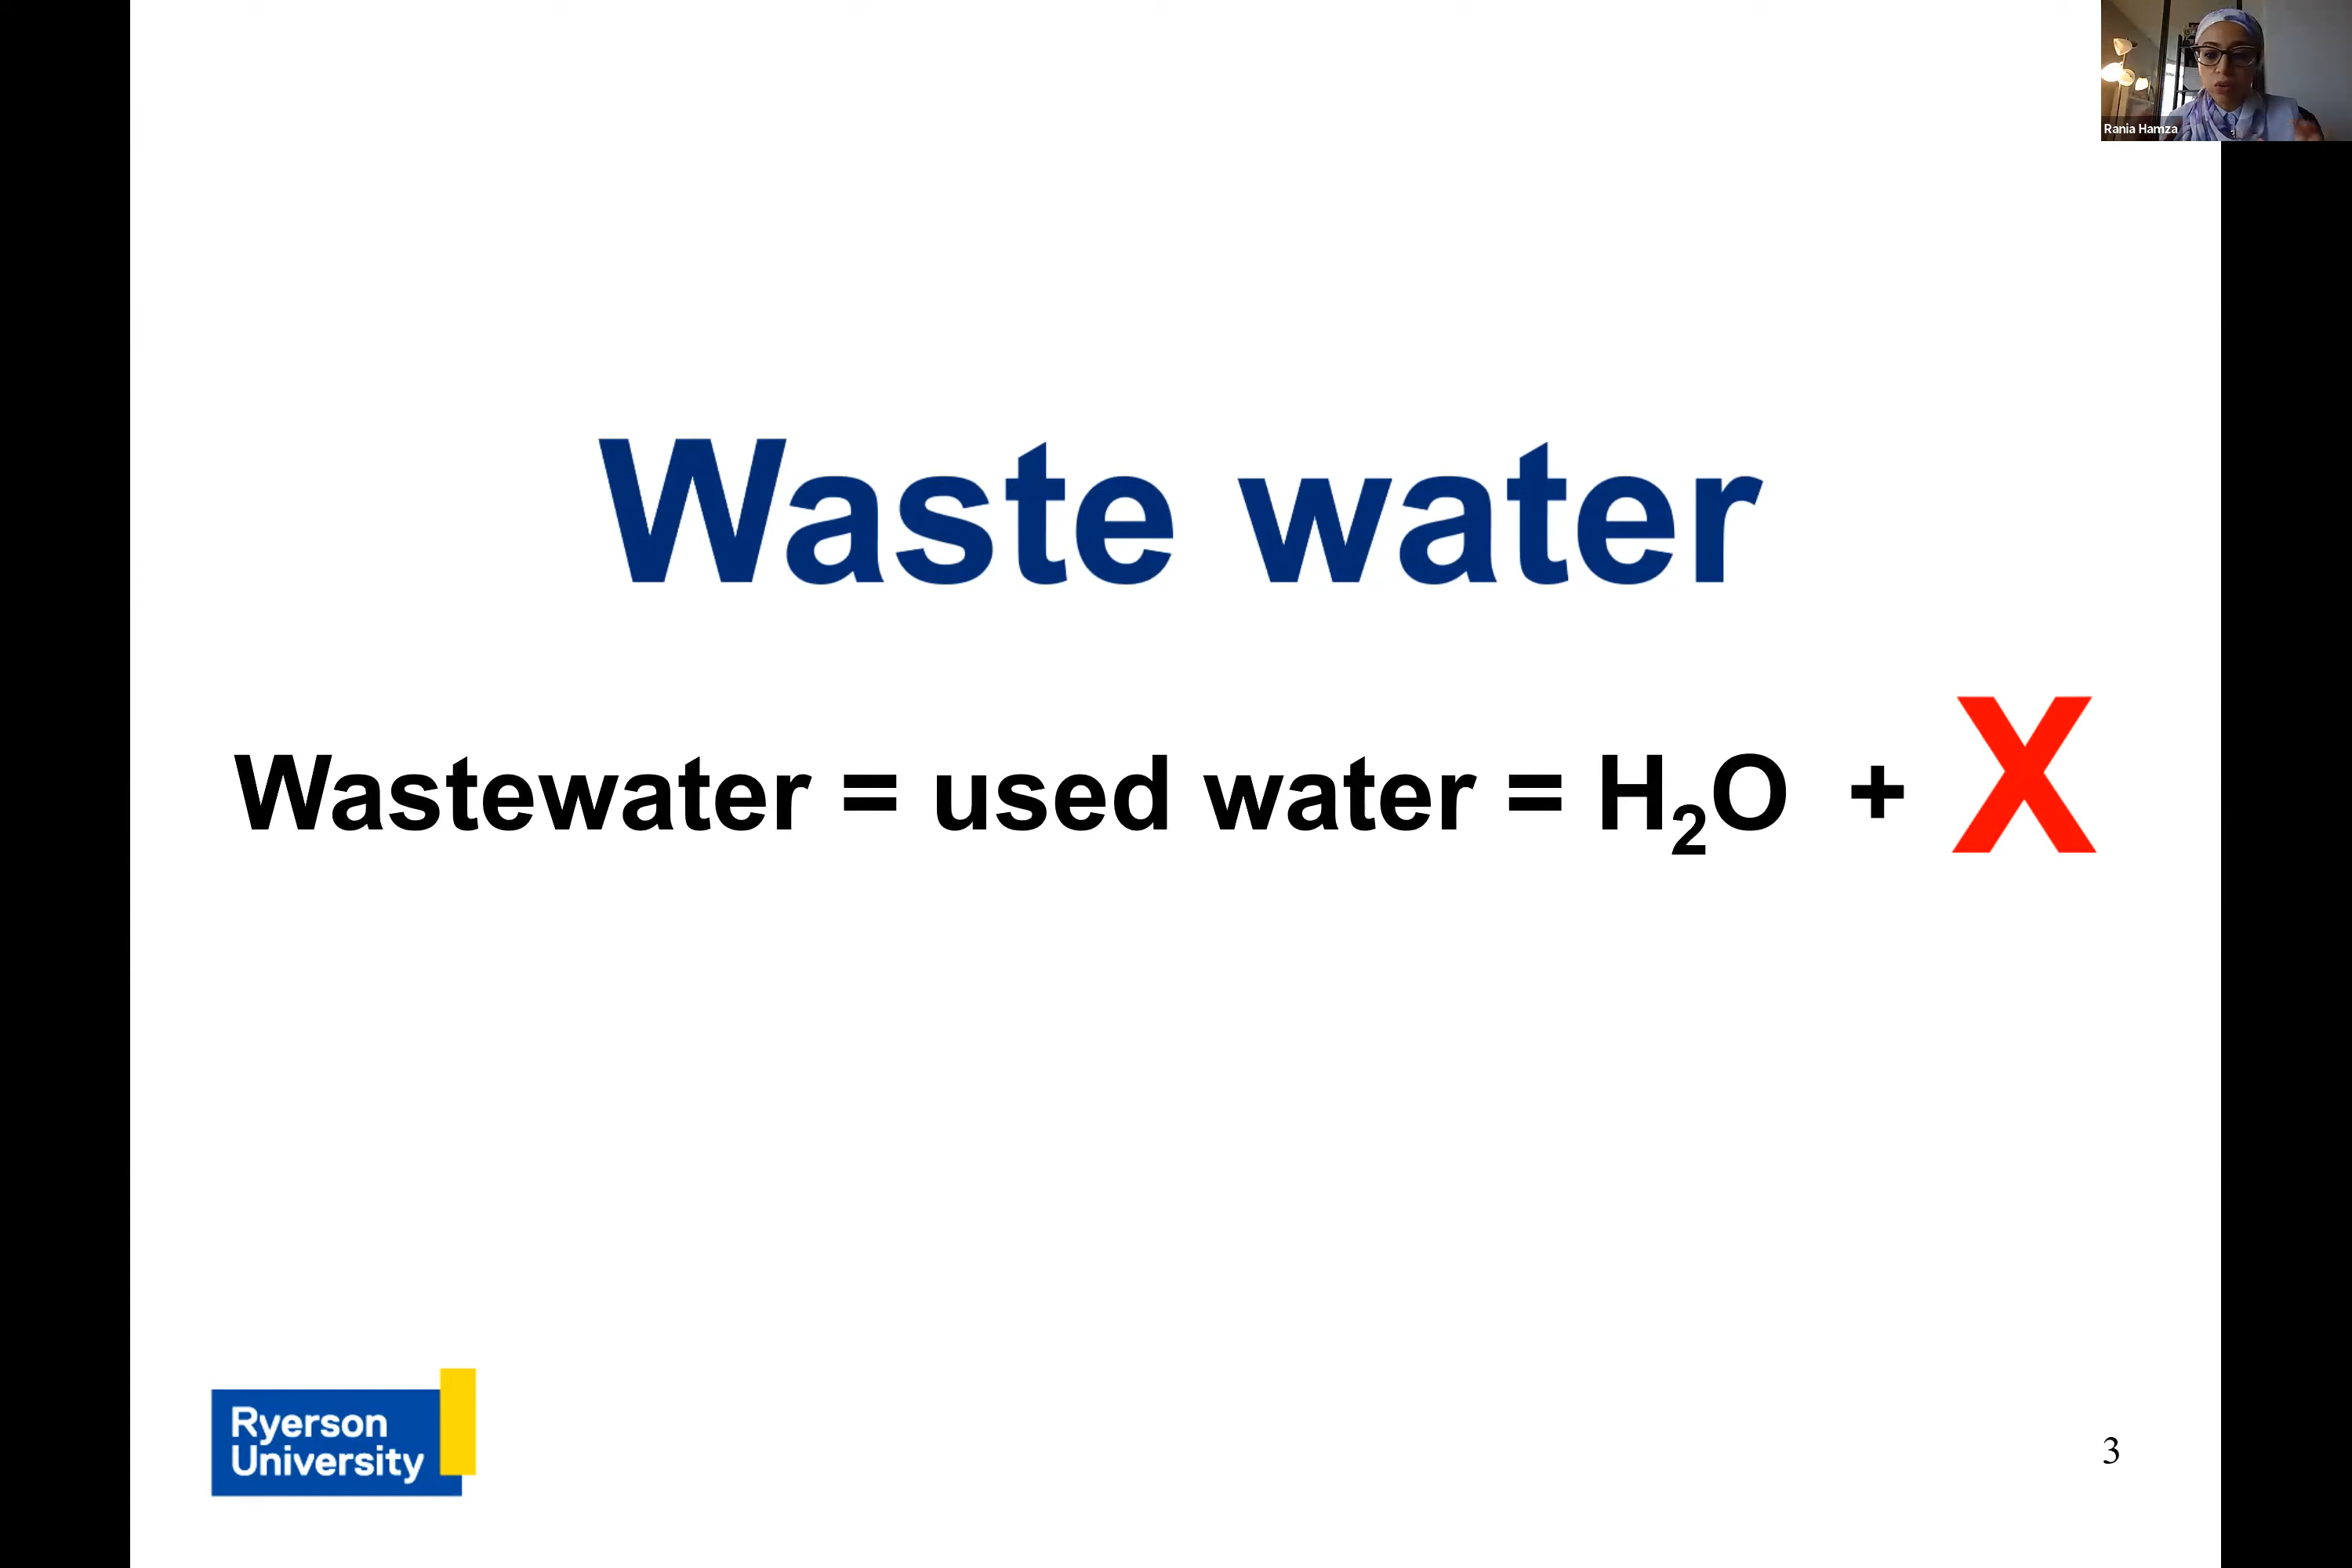 Rania Hamza
Waste water
Wastewater = used water = H₂O + X
Ryerson
University
3